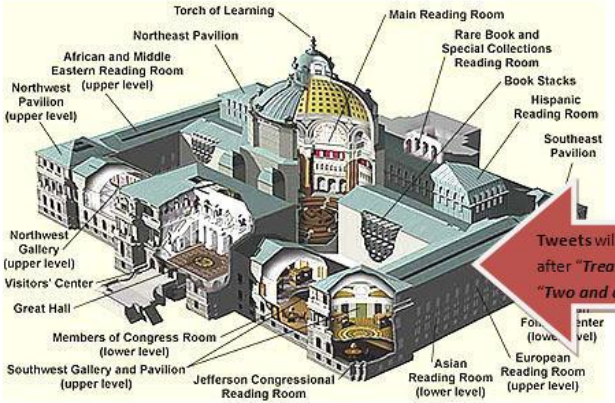 Torch of Learning
Northeast Pavilion
Main Reading Room
African and Middle
Eastern Reading Room
(upper level)
Rare Book and
Special Collections
Reading Room
Book Stacks
Northwest
Pavilion
(upper level)
Hispanic
Reading Room
Southeast
Pavilion
Northwest
Gallery
(upper level)
Visitors' Center
Great Hall
Members of Congress Room
(lower level)
Southwest Gallery and Pavilion
(upper level)
Jefferson Congressional
Reading Room
Asian
Reading Room
(lower level)
European
Reading Room
(upper level)
Tweets
after "
"Two and